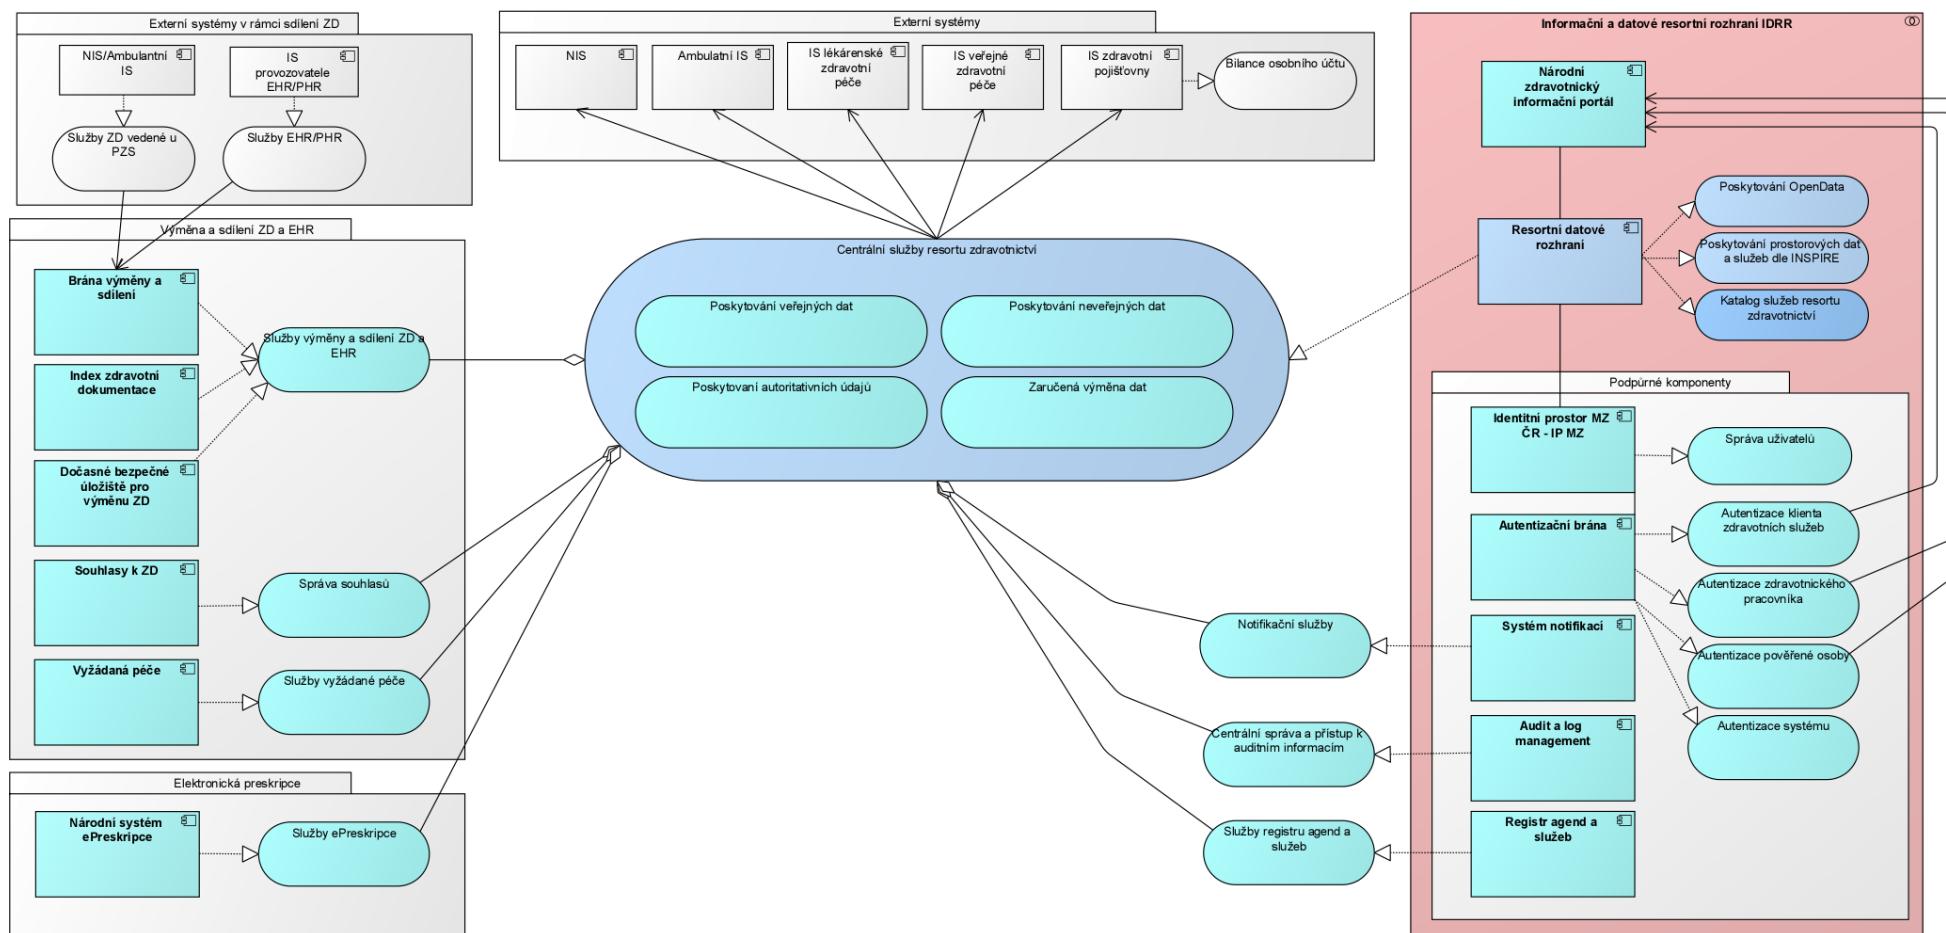 Externí systémy v rámci sdílení ZD
NIS/Ambulantní
IS
IS
provozovatele
EHR/PHR
Služby ZD vedené u
PZS
Služby EHR/PHR
Externí systémy
NIS
Ambulatní IS
IS lékárenské
zdravotní
péče
IS veřejné
zdravotní
péče
IS zdravotní
pojišťovny
Bilance osobního účtu
Informační a datové resortní rozhraní IDRR
Národní
zdravotnický
informační portál
Resortní datové
rozhraní
Poskytování OpenData
Poskytování prostorových dat
a služeb dle INSPIRE
Katalog služeb resortu
zdravotnictví
Výměna a sdílení ZD a EHR
Brána výměny a
sdílení
Index zdravotní
dokumentace
Dočasné bezpečné
úložiště pro
výměnu ZD
Služby výměny a sdílení ZD a
EHR
Souhlasy k ZD
Správa souhlasů
Vyžádaná péče
Služby vyžádané péče
Centrální služby resortu zdravotnictví
Poskytování veřejných dat
Poskytování neveřejných dat
Poskytovaní autoritativních údajů
Zaručená výměna dat
Elektronická preskripce
Národní systém
ePreskripce
Služby ePreskripce
Notifikační služby
Centrální správa a přístup k
auditním informacím
Služby registru agend a
služeb
Podpůrné komponenty
Identitní prostor MZ
ČR - IP MZ
Správa uživatelů
Autentizační brána
Autentizace klienta
zdravotních služeb
Autentizace zdravotnického
pracovníka
Systém notifikací
Autentizace pověřené osoby
Audit a log
management
Autentizace systému
Registr agend a
služeb